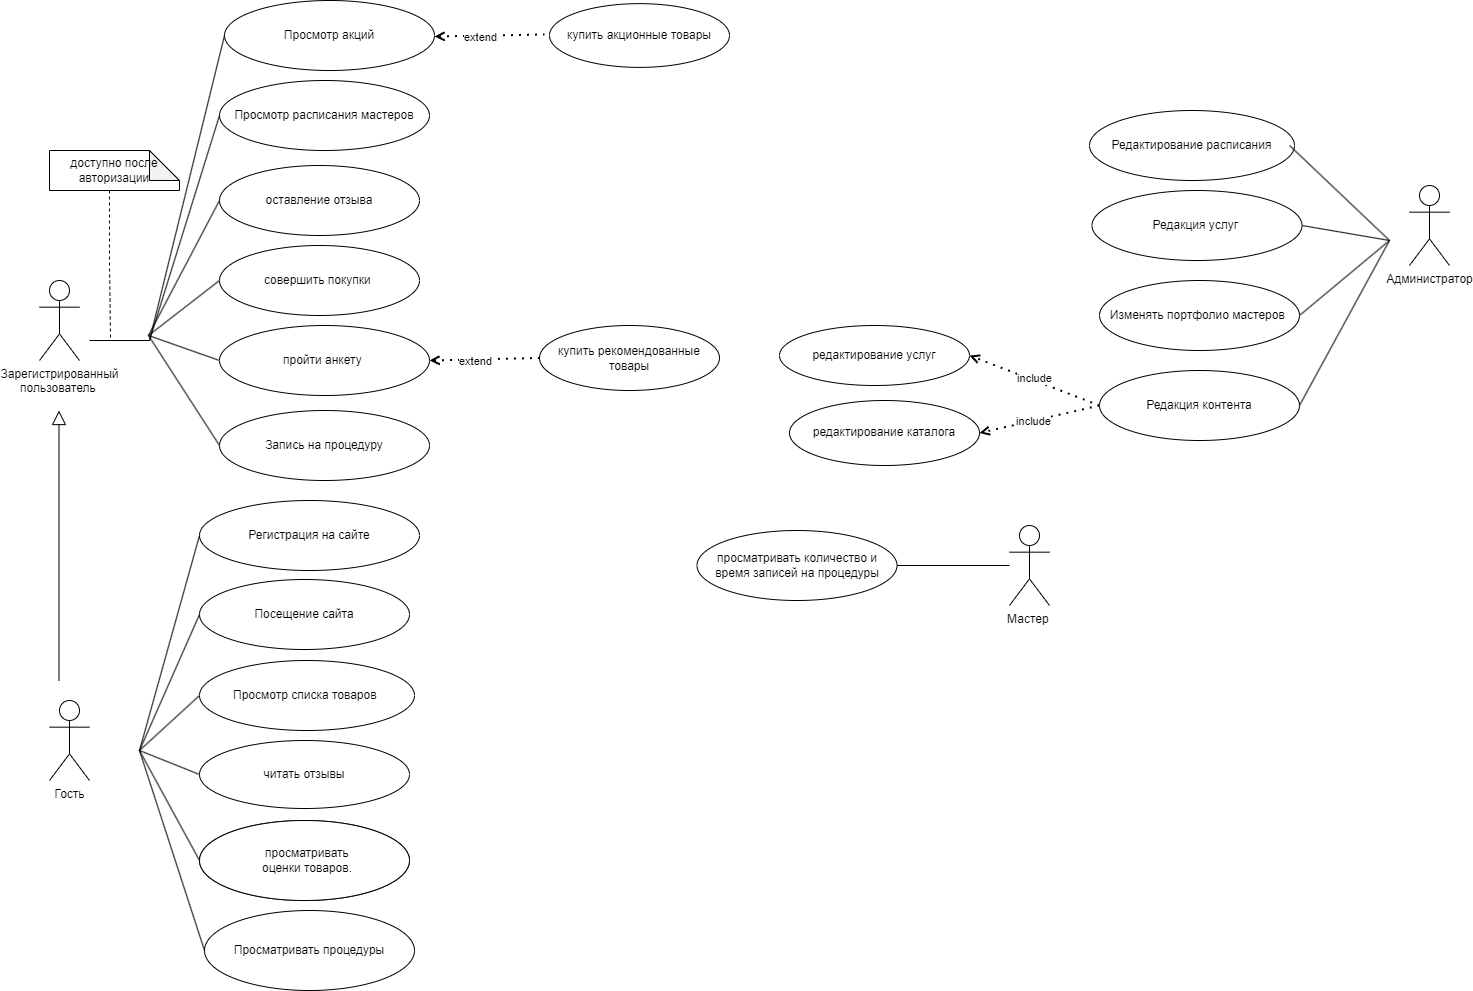 Просмотр акций
extend
купить акционные товары
Просмотр расписания мастеров
доступно после
авторизации
оставление отзыва
совершить покупки
Зарегистрированный
пользователь
пройти анкету
extend
купить рекомендованные
товары
Запись на процедуру
Регистрация на сайте
Посещение сайта
Просмотр списка товаров
читать отзывы
просматривать
оценки товаров.
Просматривать процедуры
Гость
Редактирование расписания
Редакция услуг
Администратор
Изменять портфолио мастеров
редактирование услуг
include
Редакция контента
include
редактирование каталога
просматривать количество и
время записей на процедуры
Мастер